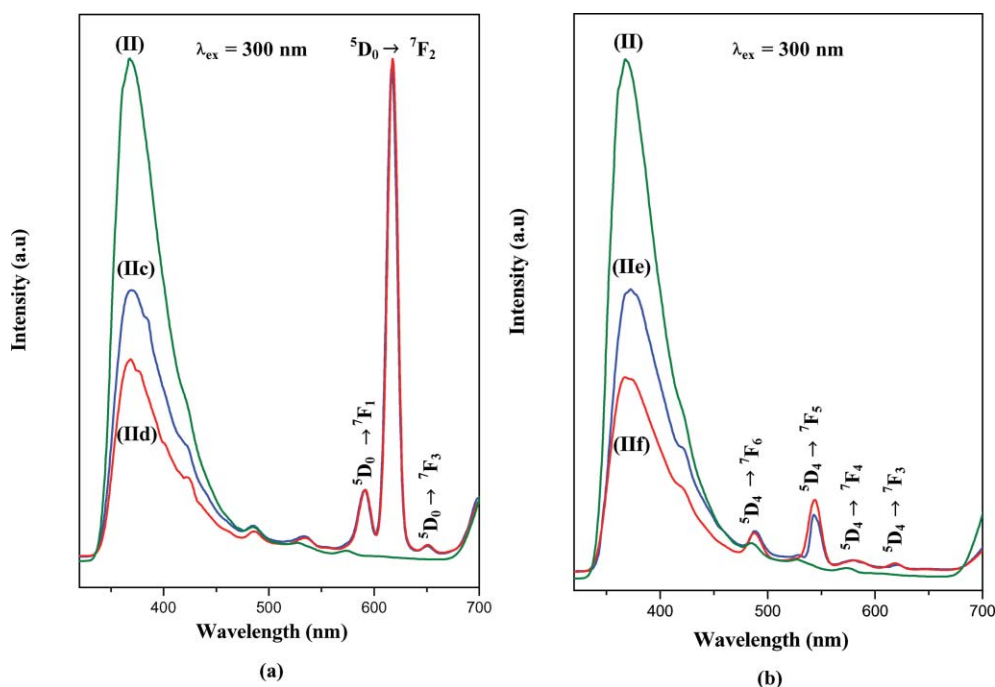 (II)
λex = 300 nm
⁵D₀ → ⁷F₂
(IIc)
(IId)
⁵D₀ → ⁷F₁
⁵D₀ → ⁷F₃
Intensity (a.u)
400
500
600
700
Wavelength (nm)
(a)
(II)
λex = 300 nm
(IIe)
(IIf)
⁵D₄ → ⁷F₆
⁵D₄ → ⁷F₅
⁵D₄ → ⁷F₄
⁵D₄ → ⁷F₃
Intensity (a.u)
400
500
600
700
Wavelength (nm)
(b)